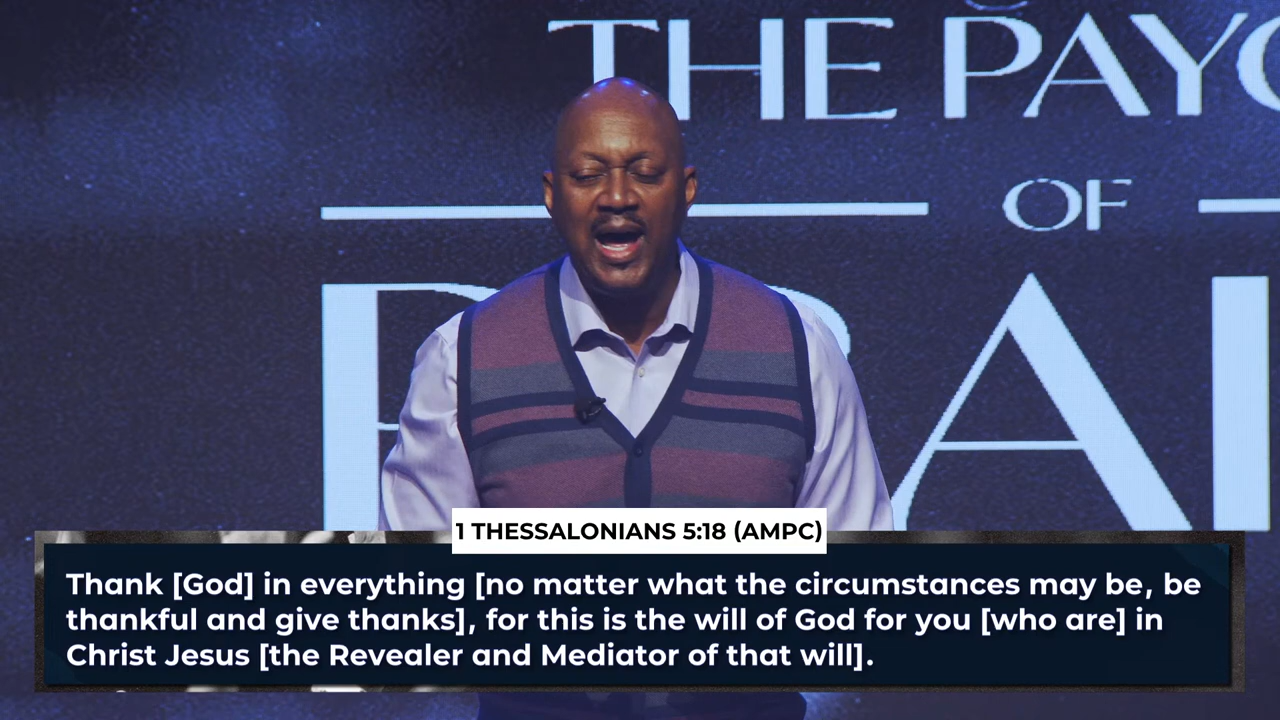 THE PAYO
OF
1 THESSALONIANS 5:18 (AMPC)
Thank [God] in everything [no matter what the circumstances may be, be
thankful and give thanks], for this is the will of God for you [who are] in
Christ Jesus [the Revealer and Mediator of that will].